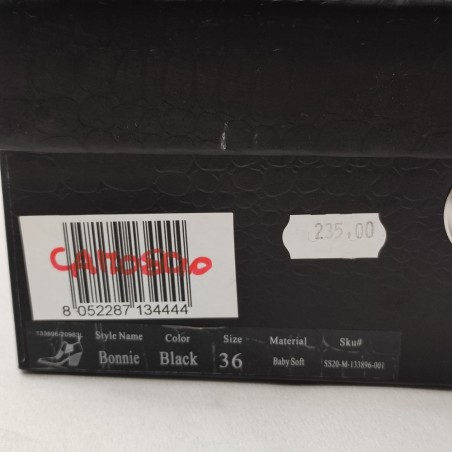 235,00
CAMOSCIO
8 052287 134444
Style Name Color Size Material Sku#
Bonnie Black 36 Baby Soft SS20-M-133896-001